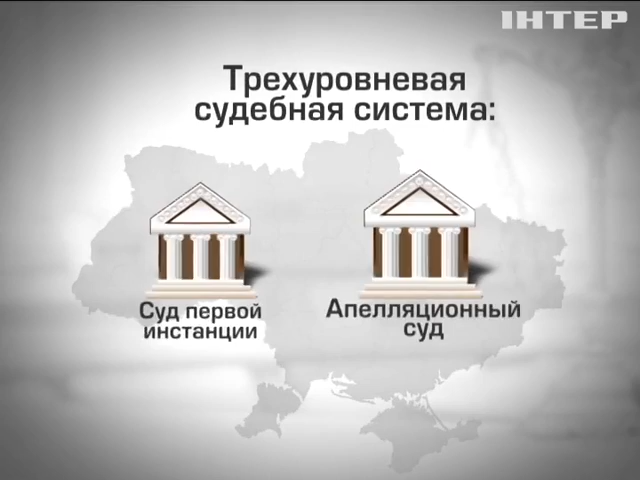 ІНТЕР
Трехуровневая
судебная система:
Суд первой
инстанции
Апелляционный
суд